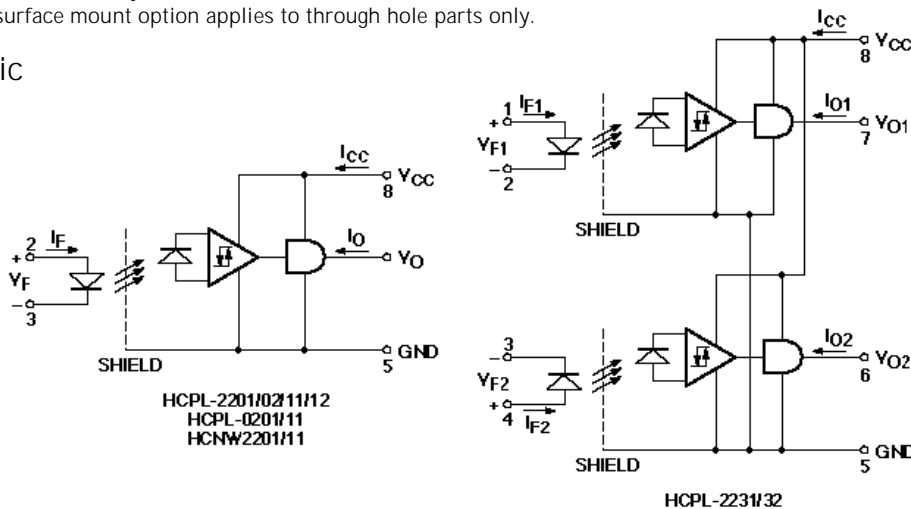 surface mount option applies to through hole parts only.
ic
ICC
VCC
8
2
IF
+
VF
–
3
IO
VO
SHIELD
GND
5
HCPL-2201/02/11/12
HCPL-0201/11
HCNW2201/11
ICC
VCC
8
1
IF1
+
VF1
–
2
IO1
VO1
7
SHIELD
3
–
VF2
+
4
IF2
IO2
VO2
6
SHIELD
GND
5
HCPL-2231/32